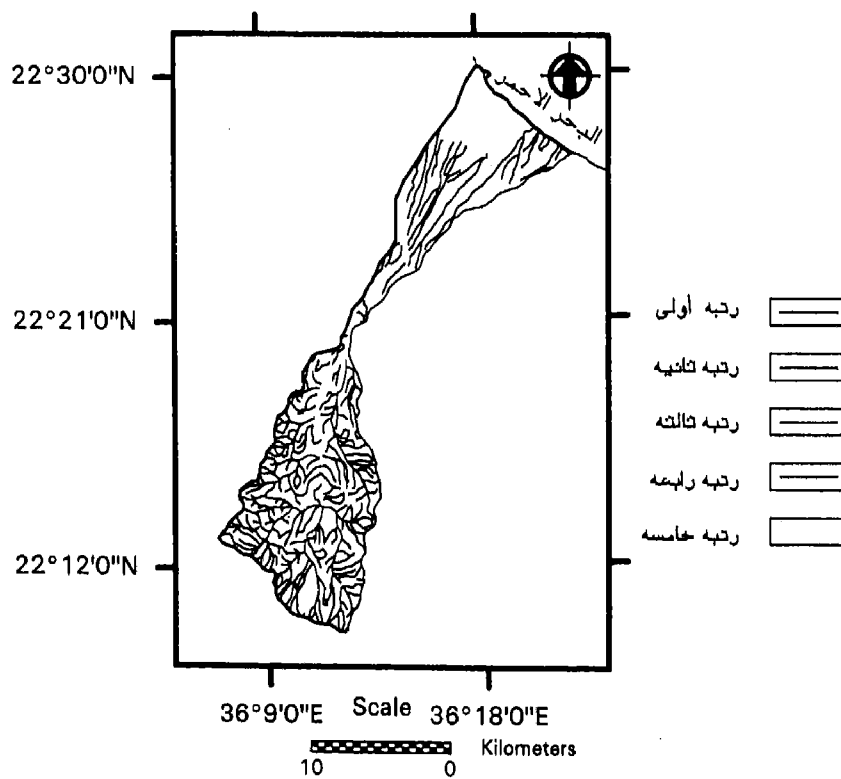 22°30'0"N
البحر الاحمر
22°21'0"N
رتبه أولى
رتبه ثانيه
رتبه ثالثه
رتبه رابعه
رتبه خامسه
22°12'0"N
36°9'0"E
Scale
36°18'0"E
Kilometers
10
0